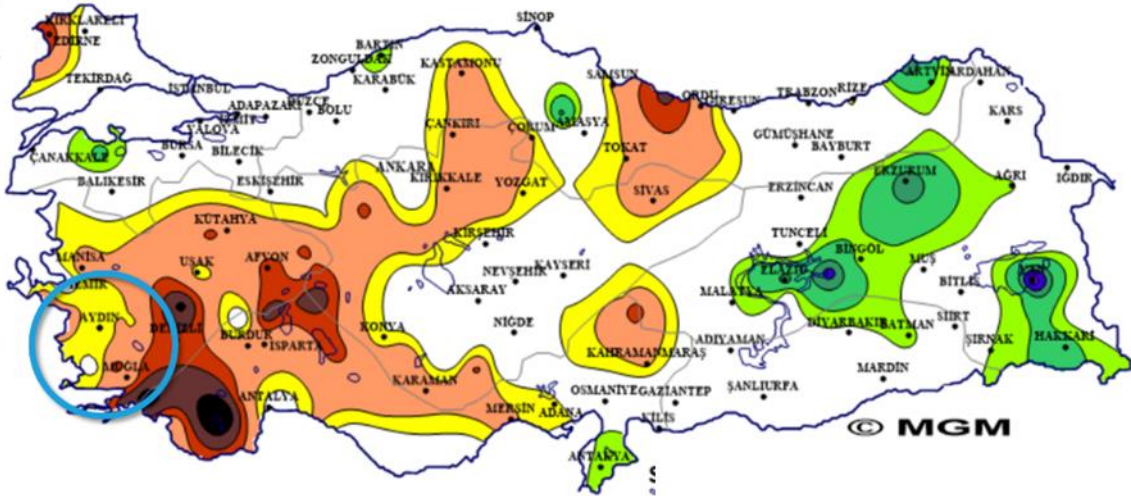 SİNOP
KIRKLARELİ
EDİRNE
BARTIN
ZONGULDAK
KASTAMONU
KARABÜK
TEKİRDAĞ
İSTANBUL
SAMSUN
ARTVİN
ARDAHAN
ORDU
GİRESUN
TRABZON
RİZE
ADAPAZARI
DÜZCE
BOLU
İZMİT
YALOVA
ÇANKIRI
ÇORUM
AMASYA
KARS
GÜMÜŞHANE
BAYBURT
ÇANAKKALE
BURSA
BİLECİK
TOKAT
ANKARA
BALIKESİR
ESKİŞEHİR
KIRIKKALE
YOZGAT
SİVAS
ERZİNCAN
ERZURUM
AĞRI
IĞDIR
KÜTAHYA
KIRŞEHİR
TUNCELİ
BİNGÖL
MANİSA
UŞAK
AFYON
NEVŞEHİR
KAYSERİ
ELAZIĞ
MUŞ
BİTLİS
AKSARAY
MALATYA
AYDIN
DENİZLİ
BURDUR
ISPARTA
KONYA
NİĞDE
ADIYAMAN
DİYARBAKIR
BATMAN
SİİRT
ŞIRNAK
HAKKARİ
KAHRAMANMARAŞ
MUĞLA
ANTALYA
KARAMAN
MERSİN
ADANA
OSMANİYE
GAZİANTEP
ŞANLIURFA
MARDİN
KİLİS
ANTAKYA
© MGM